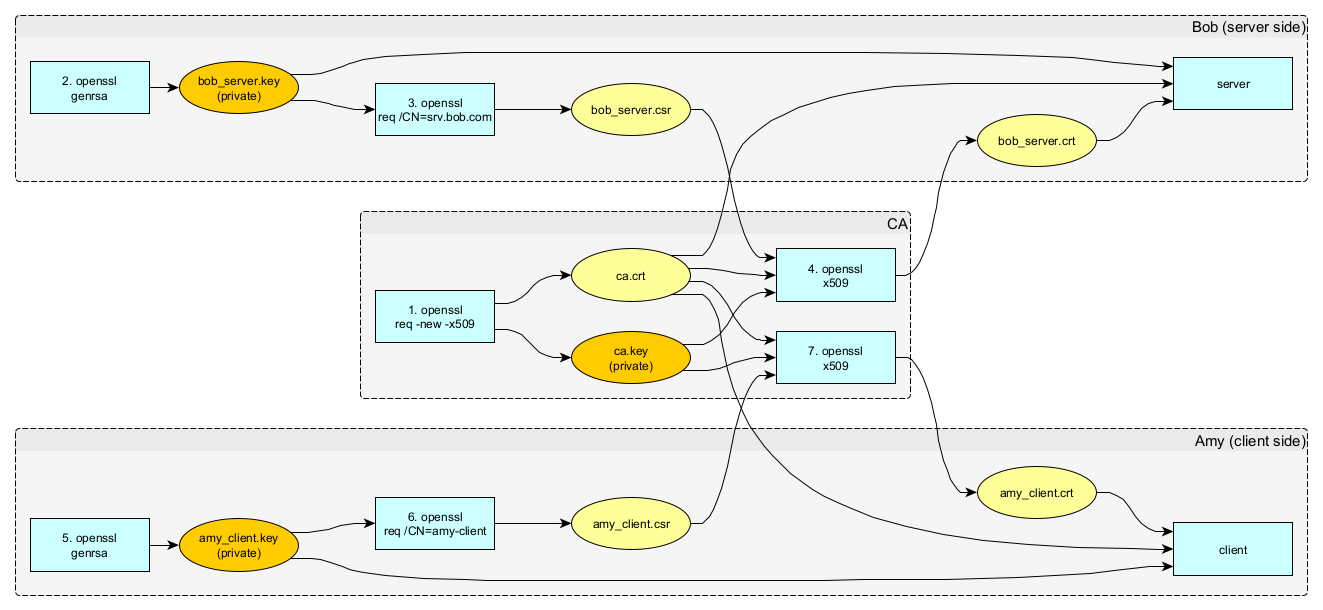 Bob (server side)
2. openssl
genrsa
bob_server.key
(private)
3. openssl
req /CN=srv.bob.com
bob_server.csr
server
bob_server.crt
CA
1. openssl
req -new -x509
ca.crt
ca.key
(private)
4. openssl
x509
7. openssl
x509
Amy (client side)
5. openssl
genrsa
amy_client.key
(private)
6. openssl
req /CN=amy-client
amy_client.csr
amy_client.crt
client